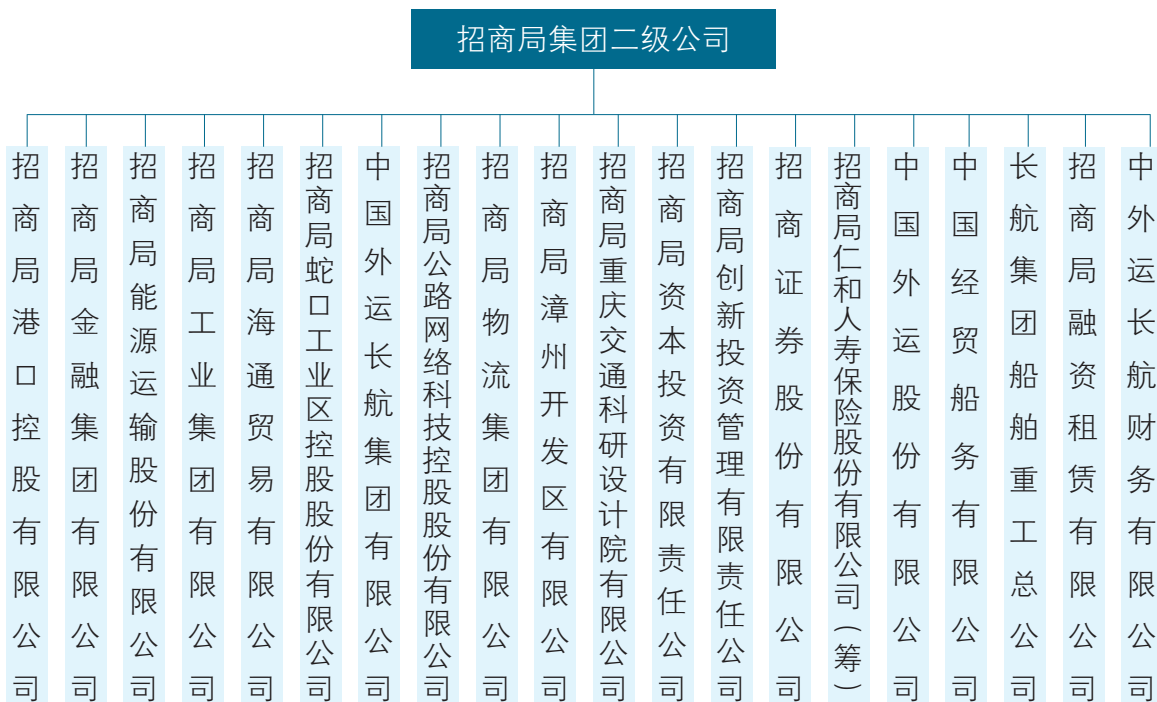 招商局集团二级公司
招商局港口控股有限公司
招商局金融集团有限公司
招商局能源运输股份有限公司
招商局工业集团有限公司
招商局海通贸易有限公司
招商局蛇口工业区控股股份有限公司
中国外运长航集团有限公司
招商局公路网络科技控股股份有限公司
招商局物流集团有限公司
招商局漳州开发区有限公司
招商局重庆交通科研设计院有限公司
招商局资本投资有限责任公司
招商局创新投资管理有限责任公司
招商证券股份有限公司
招商局仁和人寿保险股份有限公司（筹）
中国外运股份有限公司
中国经贸船务有限公司
长航集团船舶重工总公司
招商局融资租赁有限公司
中外运长航财务有限公司